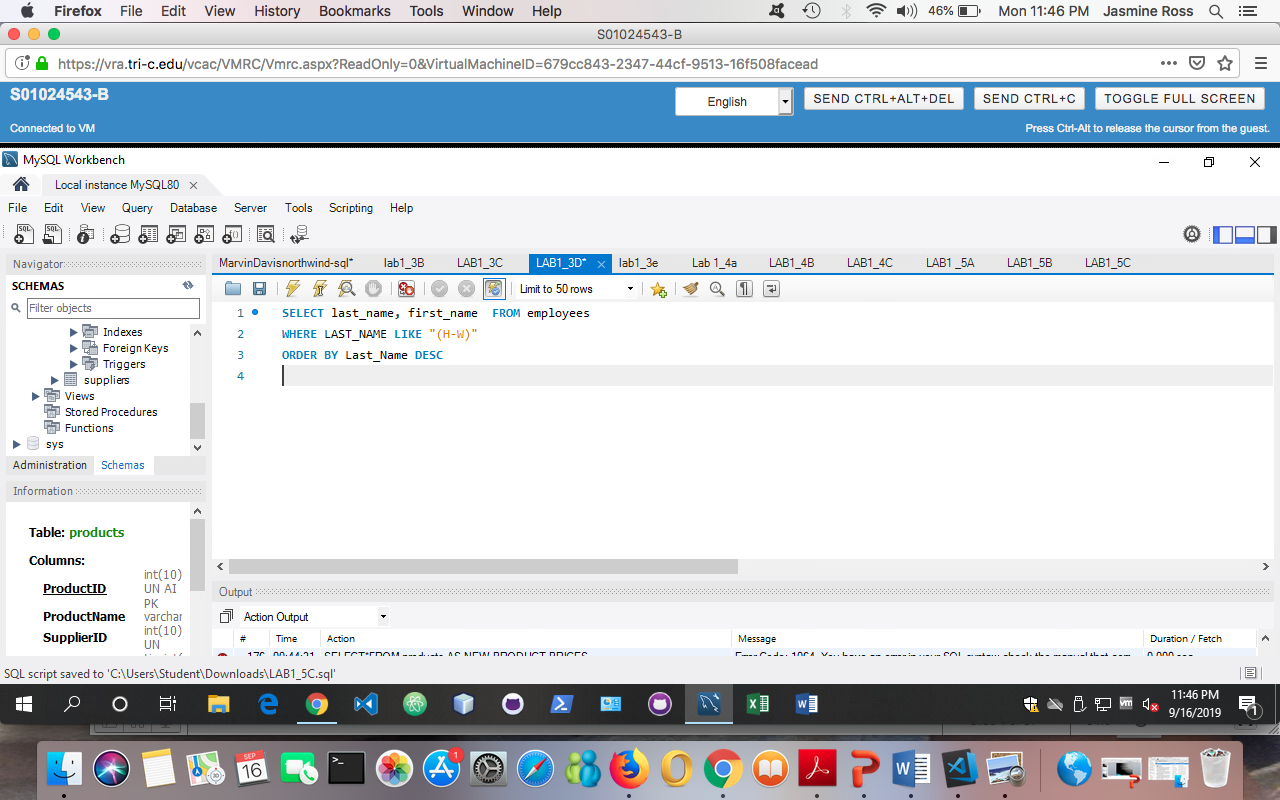 Firefox File Edit View History Bookmarks Tools Window Help 46% Mon 11:46 PM Jasmine Ross
S01024543-B
https://vra.tri-c.edu/vcac/VMRC/Vmrc.aspx?ReadOnly=0&VirtualMachineID=679cc843-2347-44cf-9513-16f508facead
S01024543-B
English SEND CTRL+ALT+DEL SEND CTRL+C TOGGLE FULL SCREEN
Connected to VM Press Ctrl-Alt to release the cursor from the guest.
MySQL Workbench
Local instance MySQL80
File Edit View Query Database Server Tools Scripting Help
Navigator MarvinDavisnorthwind-sql* lab1_3B LAB1_3C LAB1_3D* lab1_3e Lab 1_4a LAB1_4B LAB1_4C LAB1_5A LAB1_5B LAB1_5C
SCHEMAS Limit to 50 rows
Filter objects
1 SELECT last_name, first_name  FROM employees
2 WHERE LAST_NAME LIKE "(H-W)"
3 ORDER BY Last_Name DESC
4
Indexes
Foreign Keys
Triggers
suppliers
Views
Stored Procedures
Functions
sys
Administration Schemas
Information
Table: products
Columns:
ProductID int(10) UN AI PK
ProductName varchar
SupplierID int(10) UN
Output
Action Output
# Time Action Message Duration / Fetch
176 00:44:21 SELECT*FROM products AS NEW PRODUCT PRICES Error Code: 1064. You have an error in your SQL syntax; check the manual that com 0.000 sec
SQL script saved to 'C:\Users\Student\Downloads\LAB1_5C.sql'
11:46 PM
9/16/2019
1
SEP
16
1